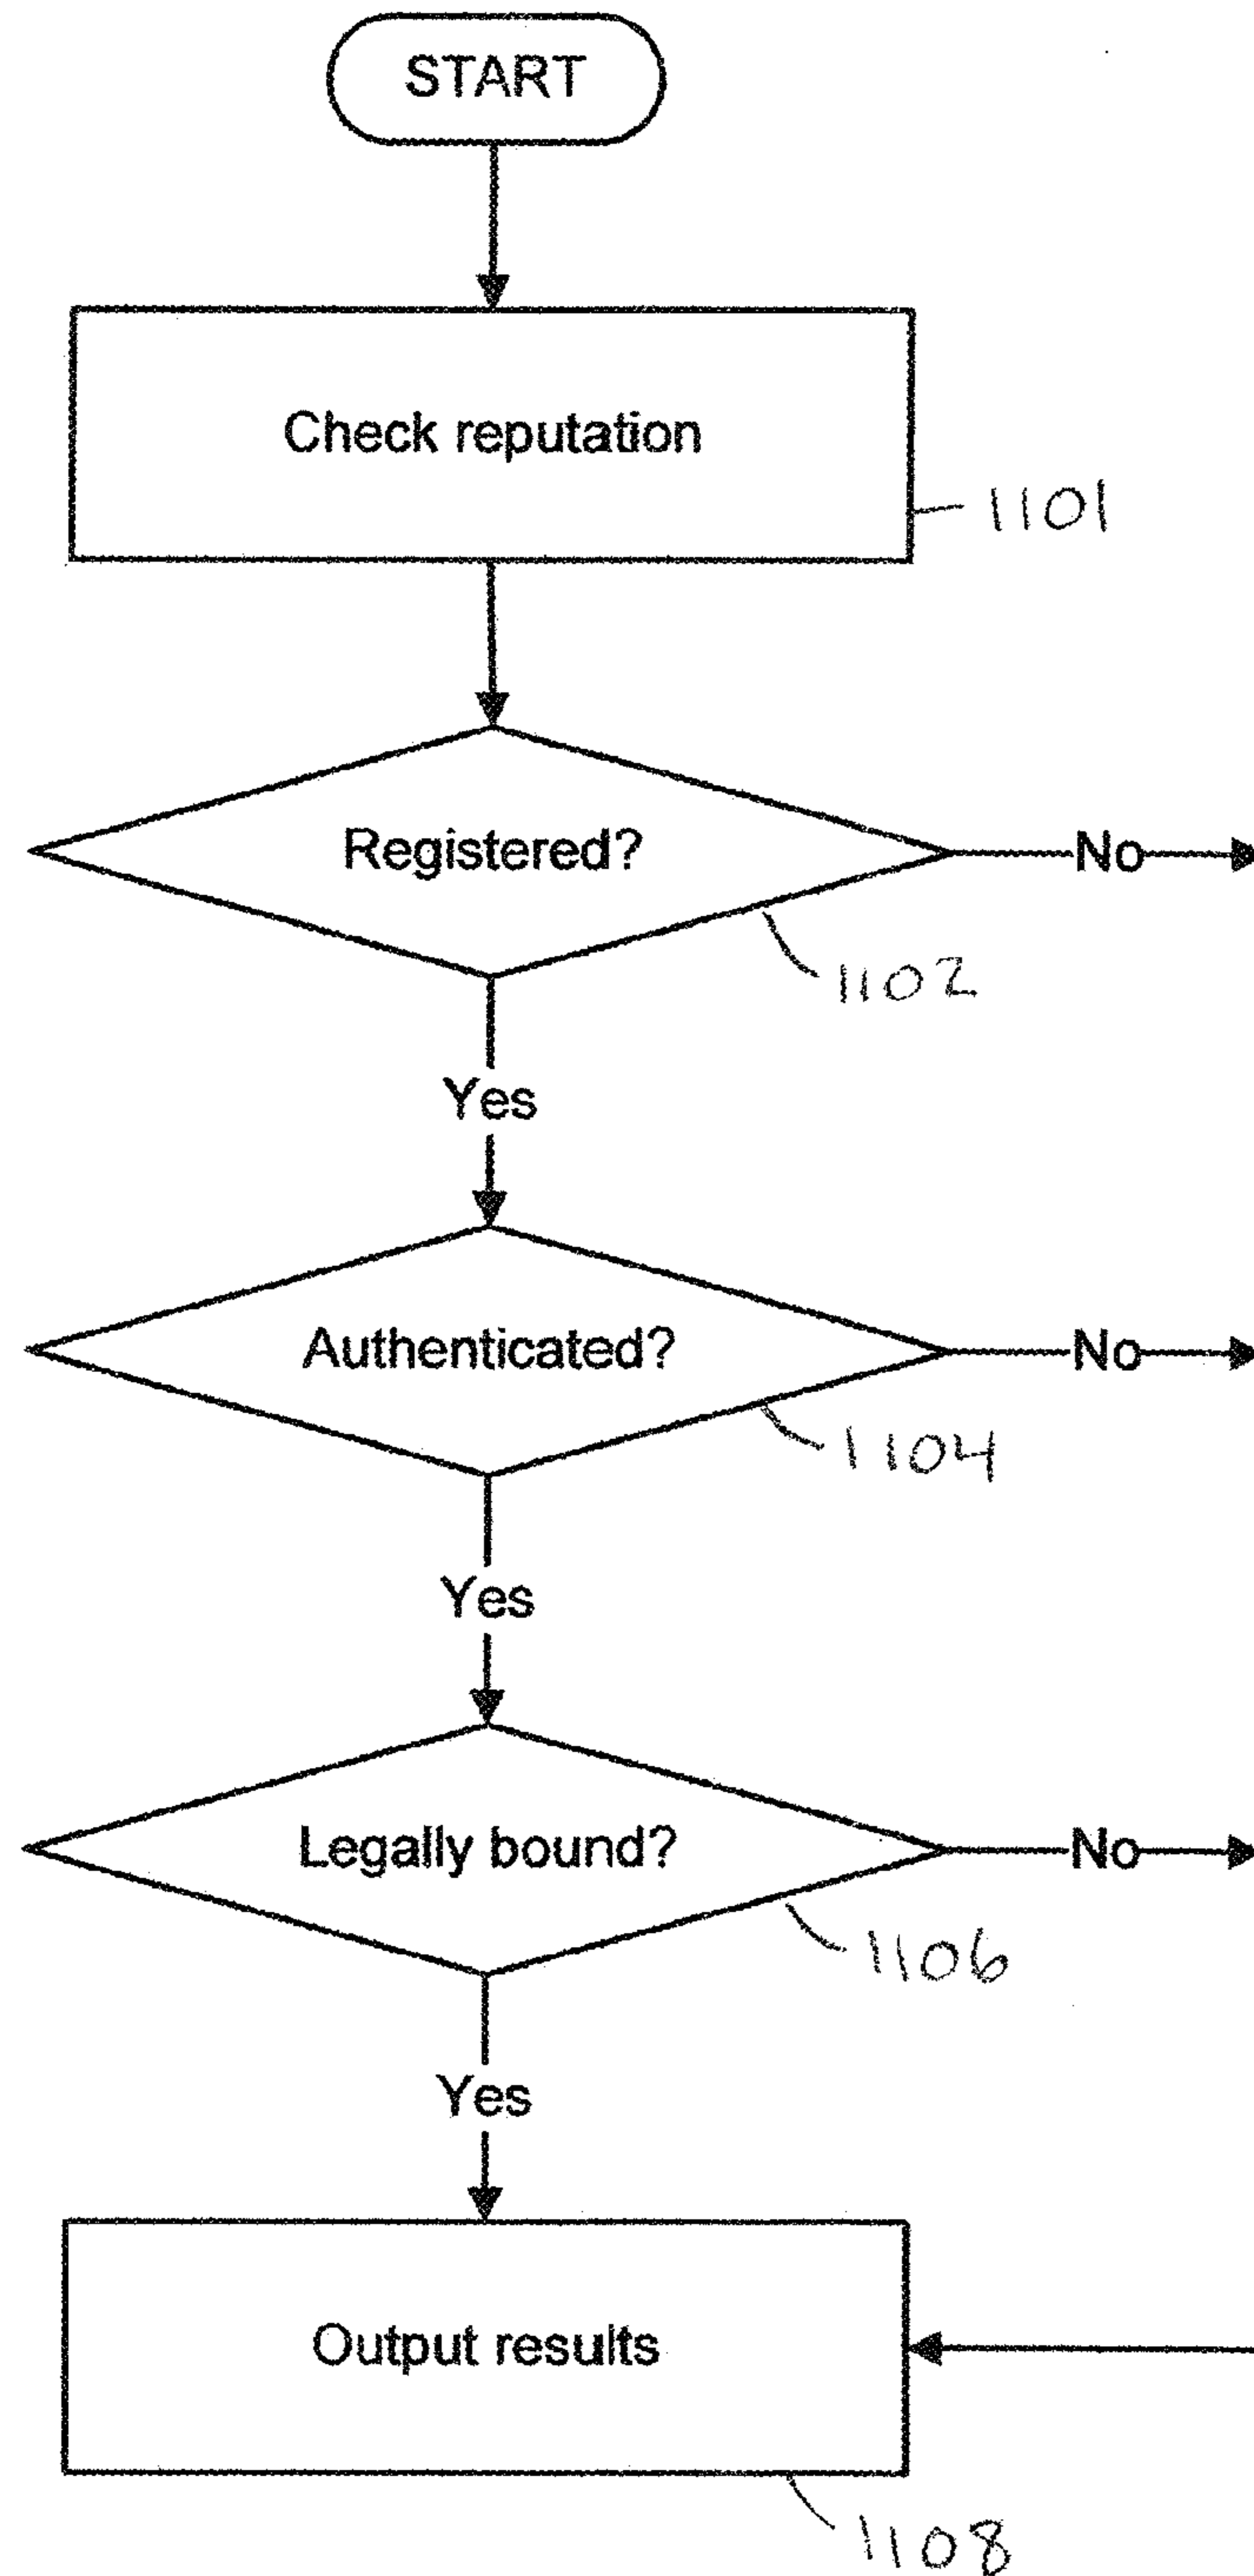 START
Check reputation
1101
Registered?
No
1102
Yes
Authenticated?
No
1104
Yes
Legally bound?
No
1106
Yes
Output results
1108